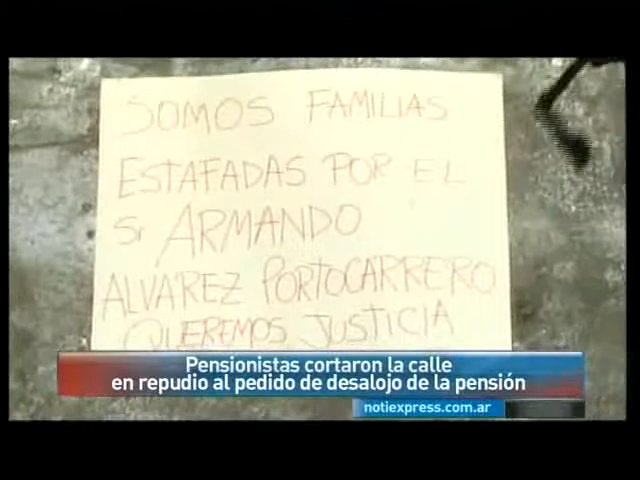 SOMOS FAMILIAS
ESTAFADAS POR EL
Sr ARMANDO
ALVAREZ PORTOCARRERO
QUEREMOS JUSTICIA
Pensionistas cortaron la calle
en repudio al pedido de desalojo de la pensión
notiexpress.com.ar